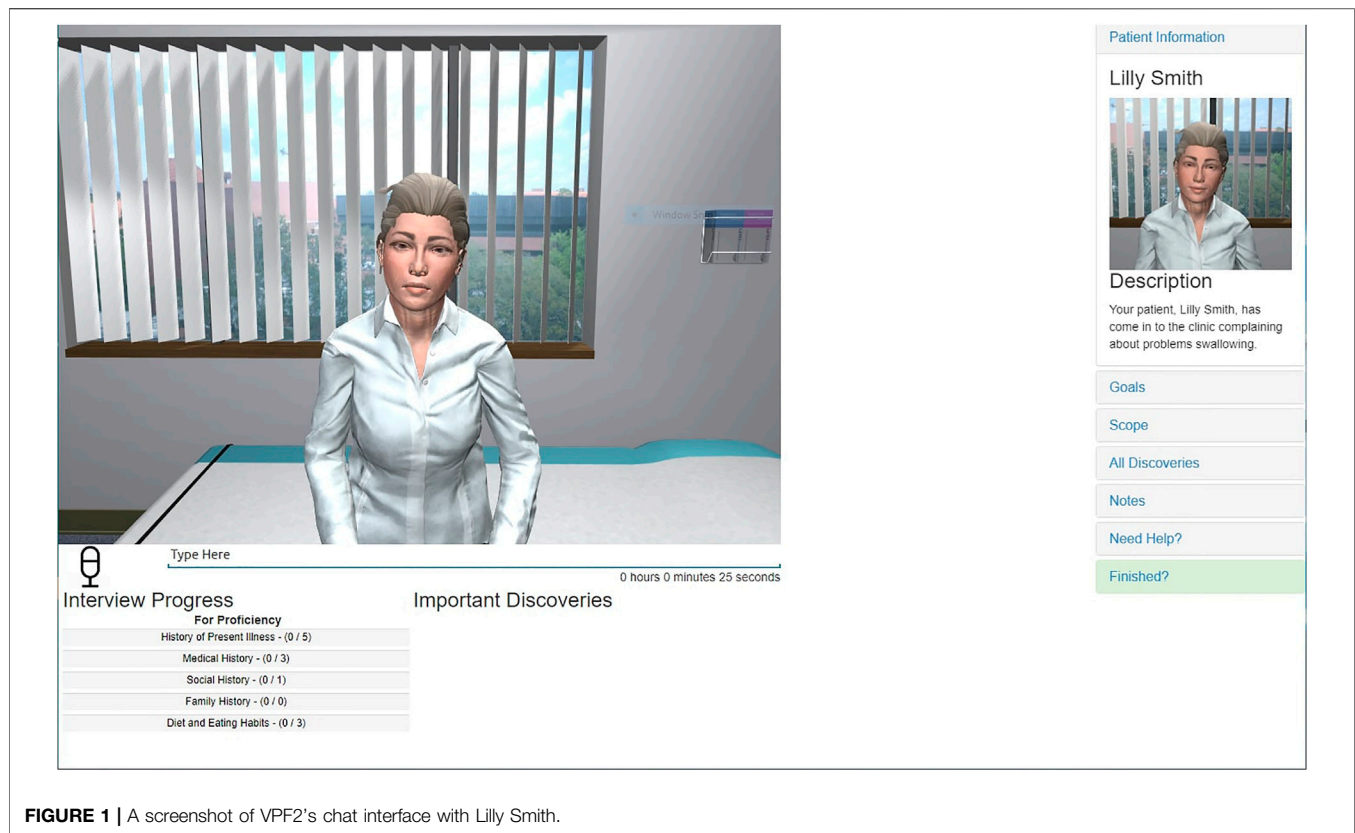 Patient Information
Lilly Smith
Description
Your patient, Lilly Smith, has
come in to the clinic complaining
about problems swallowing.
Goals
Scope
All Discoveries
Notes
Need Help?
Finished?
Window
Type Here
0 hours 0 minutes 25 seconds
Interview Progress
Important Discoveries
For Proficiency
History of Present Illness - (0 / 5)
Medical History - (0 / 3)
Social History - (0 / 1)
Family History - (0 / 0)
Diet and Eating Habits - (0 / 3)
FIGURE 1 | A screenshot of VPF2's chat interface with Lilly Smith.